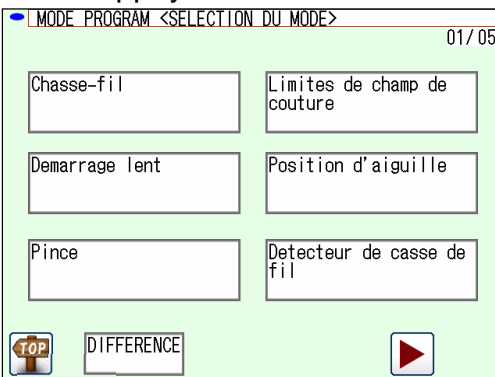 MODE PROGRAM <SELECTION DU MODE>
01/05
Chasse-fil
Limites de champ de
couture
Demarrage lent
Position d'aiguille
Pince
Detecteur de casse de
fil
TOP
DIFFERENCE